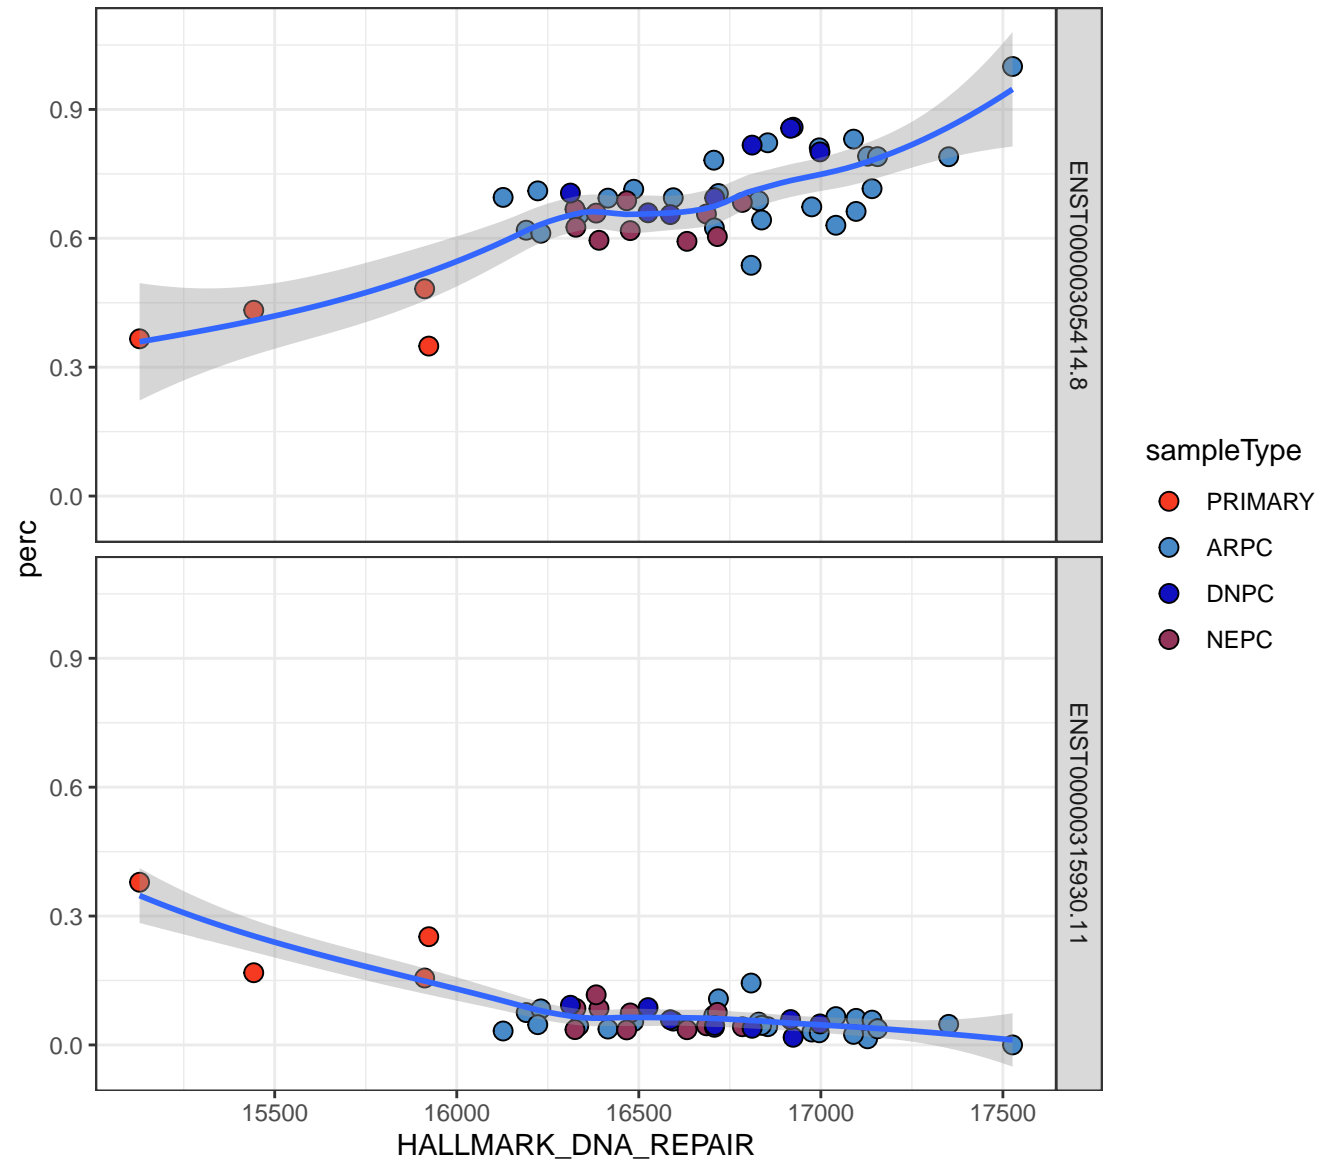 0.9
0.6
0.3
0.0
ENST00000305414.8
perc
0.9
0.6
0.3
0.0
ENST00000315930.11
15500
16000
16500
17000
17500
HALLMARK_DNA_REPAIR
sampleType
PRIMARY
ARPC
DNPC
NEPC